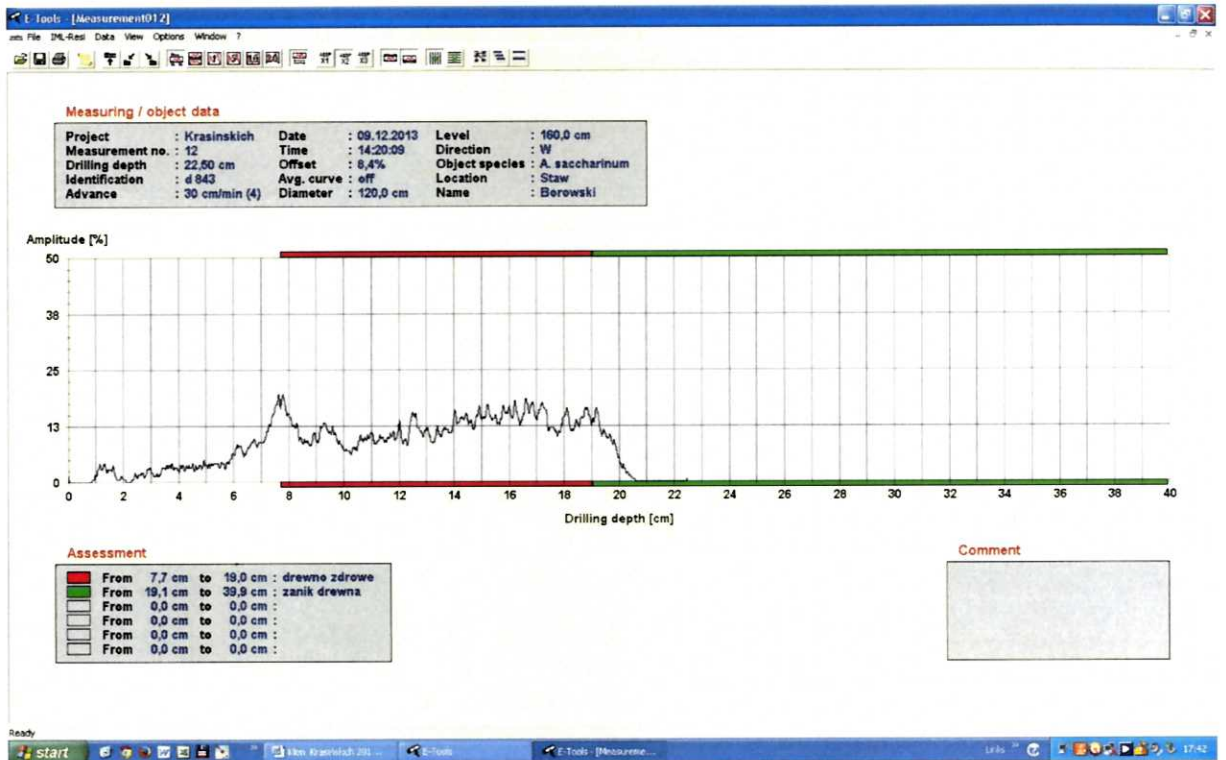 E-Tools - [Measurement012]
File IML-Resi Data View Options Window ?
Measuring / object data
Project : Krasinskich Date : 09.12.2013 Level : 160,0 cm
Measurement no. : 12 Time : 14:20:09 Direction : W
Drilling depth : 22,50 cm Offset : 8,4% Object species : A. saccharinum
Identification : d 843 Avg. curve : off Location : Staw
Advance : 30 cm/min (4) Diameter : 120,0 cm Name : Borowski
Amplitude [%]
50
38
25
13
0
0 2 4 6 8 10 12 14 16 18 20 22 24 26 28 30 32 34 36 38 40
Drilling depth [cm]
Assessment
From 7,7 cm to 19,0 cm : drewno zdrowe
From 19,1 cm to 39,9 cm : zanik drewna
From 0,0 cm to 0,0 cm :
From 0,0 cm to 0,0 cm :
From 0,0 cm to 0,0 cm :
From 0,0 cm to 0,0 cm :
Comment
Ready
start E-Tools E-Tools - [Measureme... Links 17:42